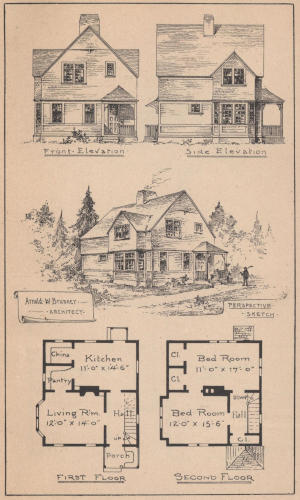 Front · Elevation
Side Elevation
Arnold W Brunner
ARCHITECT.
PERSPECTIVE
SKETCH
China
Kitchen
11'·0" × 14'·6"
Pantry
Living R'm.
12'·0" × 14'·0"
Hall
UP
Porch
FIRST FLOOR
Cl.
Bed Room
11'·0" × 17'·0"
Cl.
Bed Room
12'·0" × 15'·6"
DOWN
Hall
Cl.
SECOND FLOOR